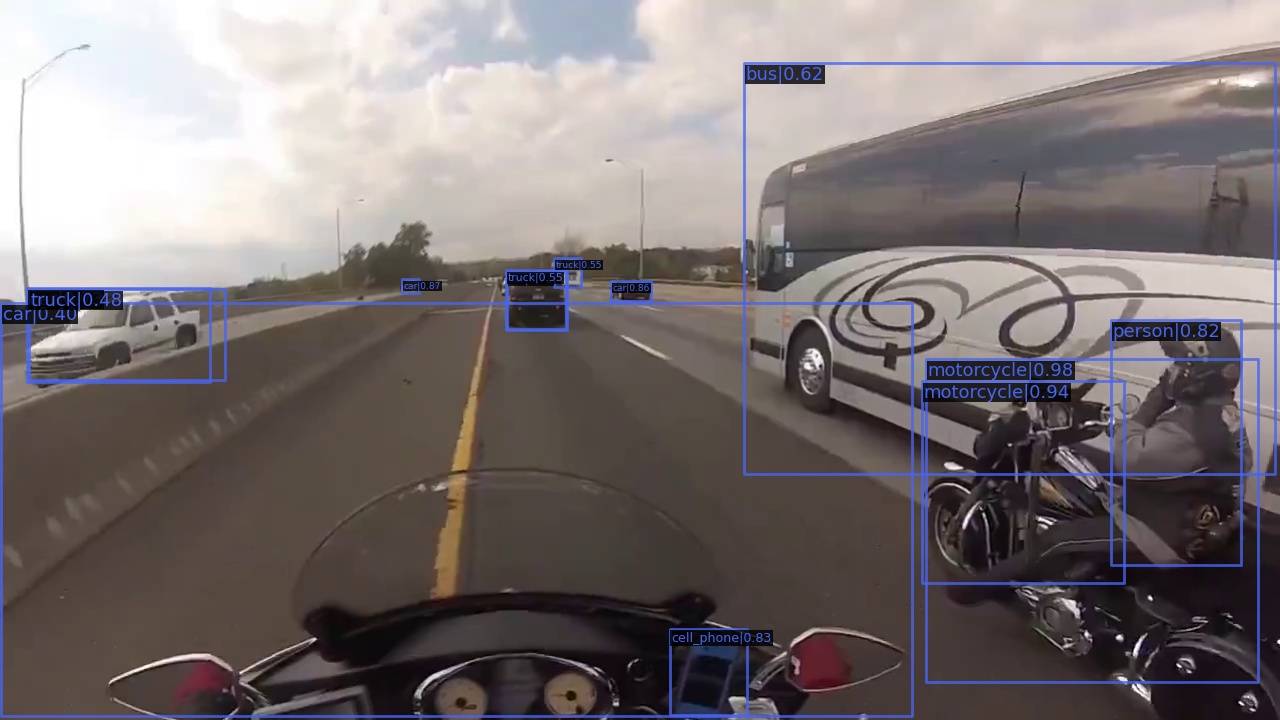 bus|0.62
truck|0.55
truck|0.55
car|0.87
car|0.86
truck|0.48
car|0.40
person|0.82
motorcycle|0.98
motorcycle|0.94
cell_phone|0.83